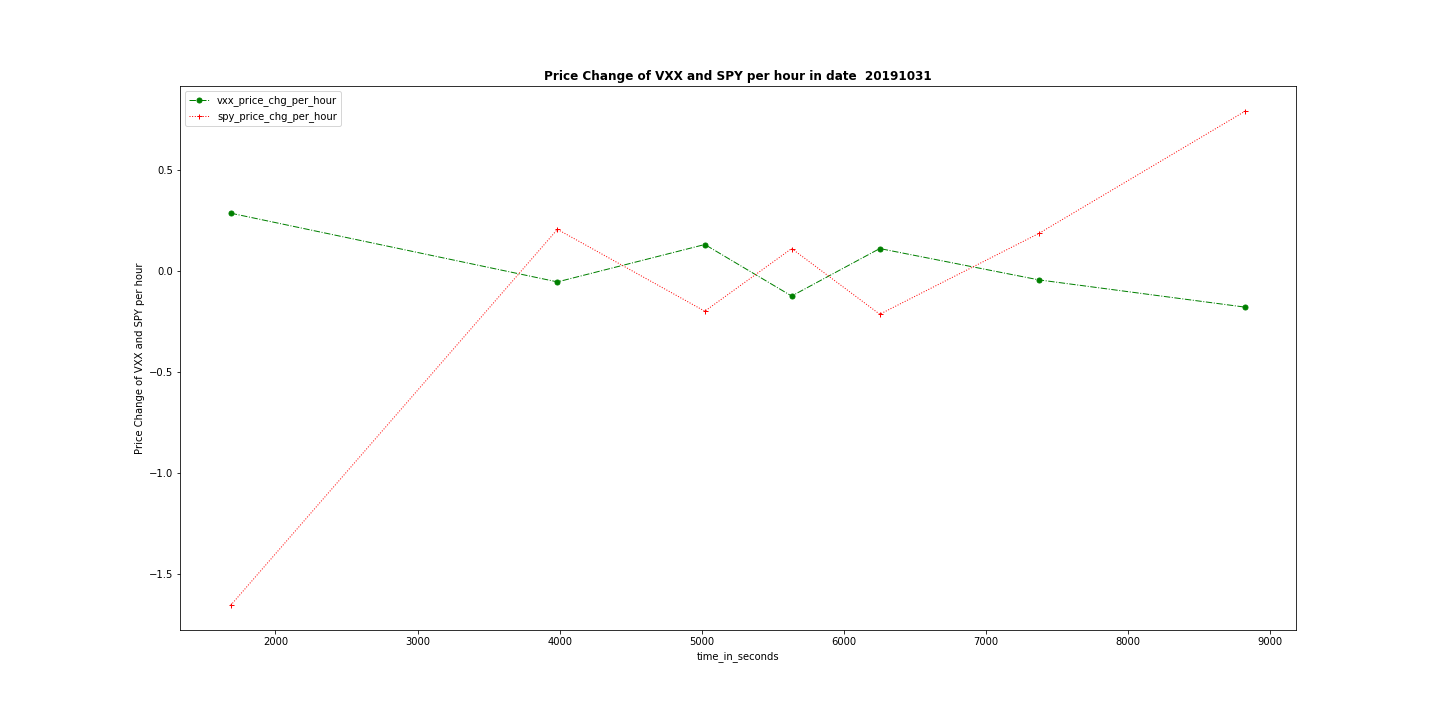 Price Change of VXX and SPY per hour in date  20191031
vxx_price_chg_per_hour
spy_price_chg_per_hour
0.5
0.0
−0.5
−1.0
−1.5
Price Change of VXX and SPY per hour
2000 3000 4000 5000 6000 7000 8000 9000
time_in_seconds